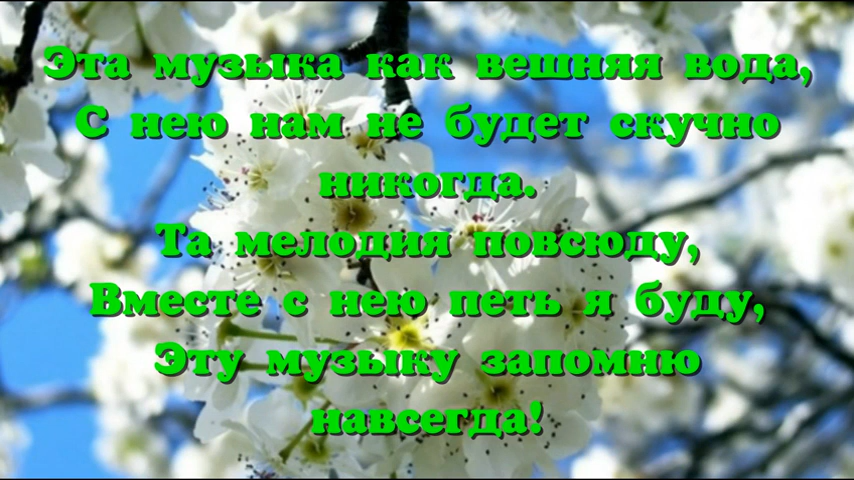 Эта музыка как вешняя вода,
С нею нам не будет скучно
никогда.
Та мелодия повсюду,
Вместе с нею петь я буду,
Эту музыку запомню
навсегда!